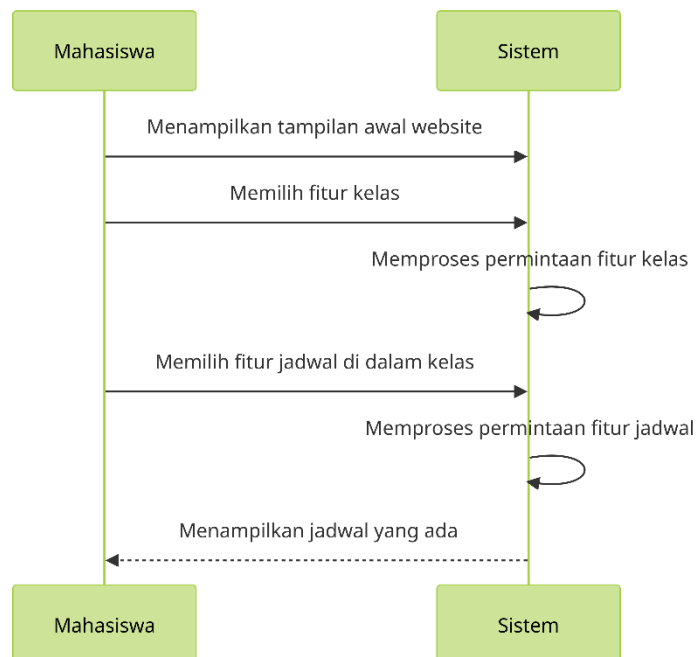 Mahasiswa
Sistem
Menampilkan tampilan awal website
Memilih fitur kelas
Memproses permintaan fitur kelas
Memilih fitur jadwal di dalam kelas
Memproses permintaan fitur jadwal
Menampilkan jadwal yang ada
Mahasiswa
Sistem